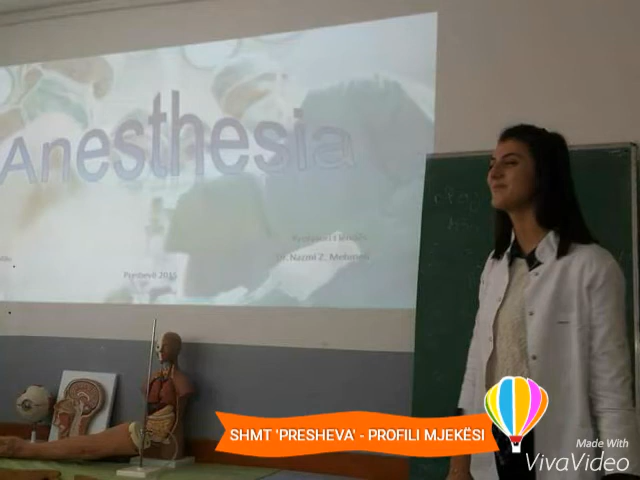 Anesthesia
Dr. Nazmi Z. Mehmeti
Preshevë 2015
SHMT 'PRESHEVA' - PROFILI MJEKËSI
Made With
VivaVideo